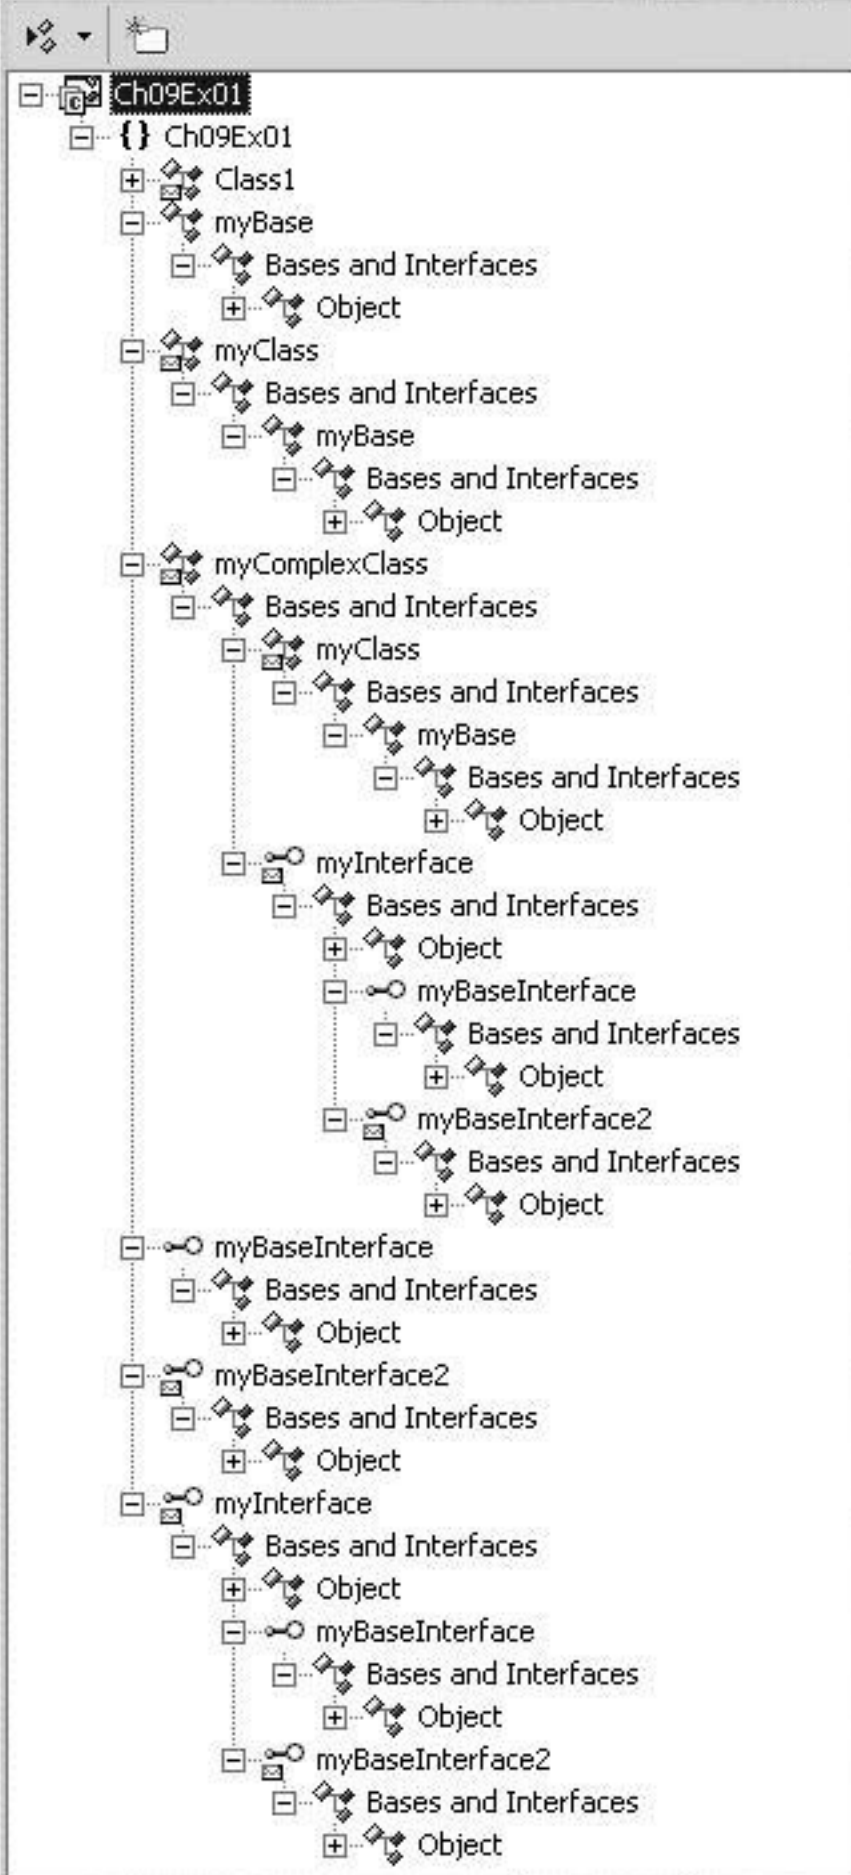 Ch09Ex01
{} Ch09Ex01
Class1
myBase
Bases and Interfaces
Object
myClass
Bases and Interfaces
myBase
Bases and Interfaces
Object
myComplexClass
Bases and Interfaces
myClass
Bases and Interfaces
myBase
Bases and Interfaces
Object
myInterface
Bases and Interfaces
Object
myBaseInterface
Bases and Interfaces
Object
myBaseInterface2
Bases and Interfaces
Object
myBaseInterface
Bases and Interfaces
Object
myBaseInterface2
Bases and Interfaces
Object
myInterface
Bases and Interfaces
Object
myBaseInterface
Bases and Interfaces
Object
myBaseInterface2
Bases and Interfaces
Object